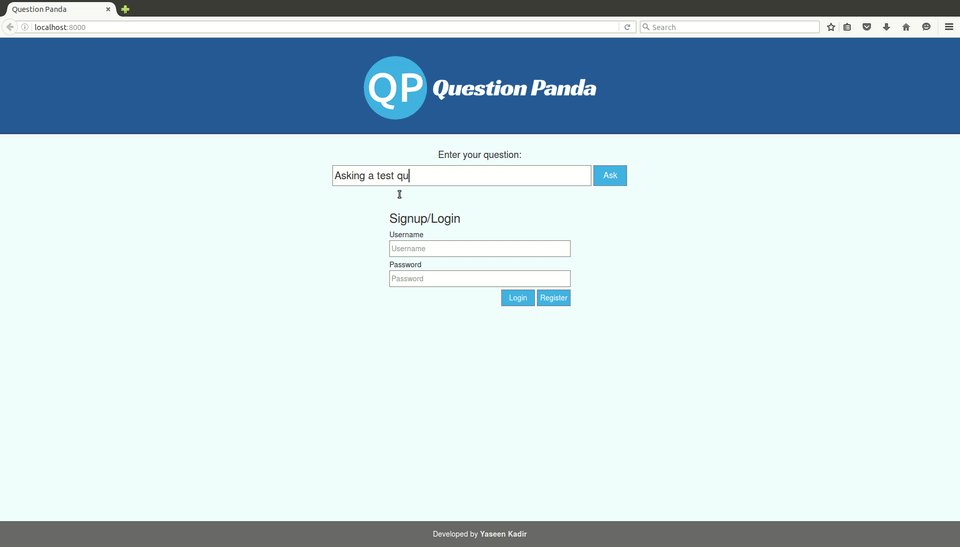 Question Panda
localhost:8000
Search
QP Question Panda
Enter your question:
Asking a test qu
Ask
Signup/Login
Username
Username
Password
Password
Login Register
Developed by Yaseen Kadir